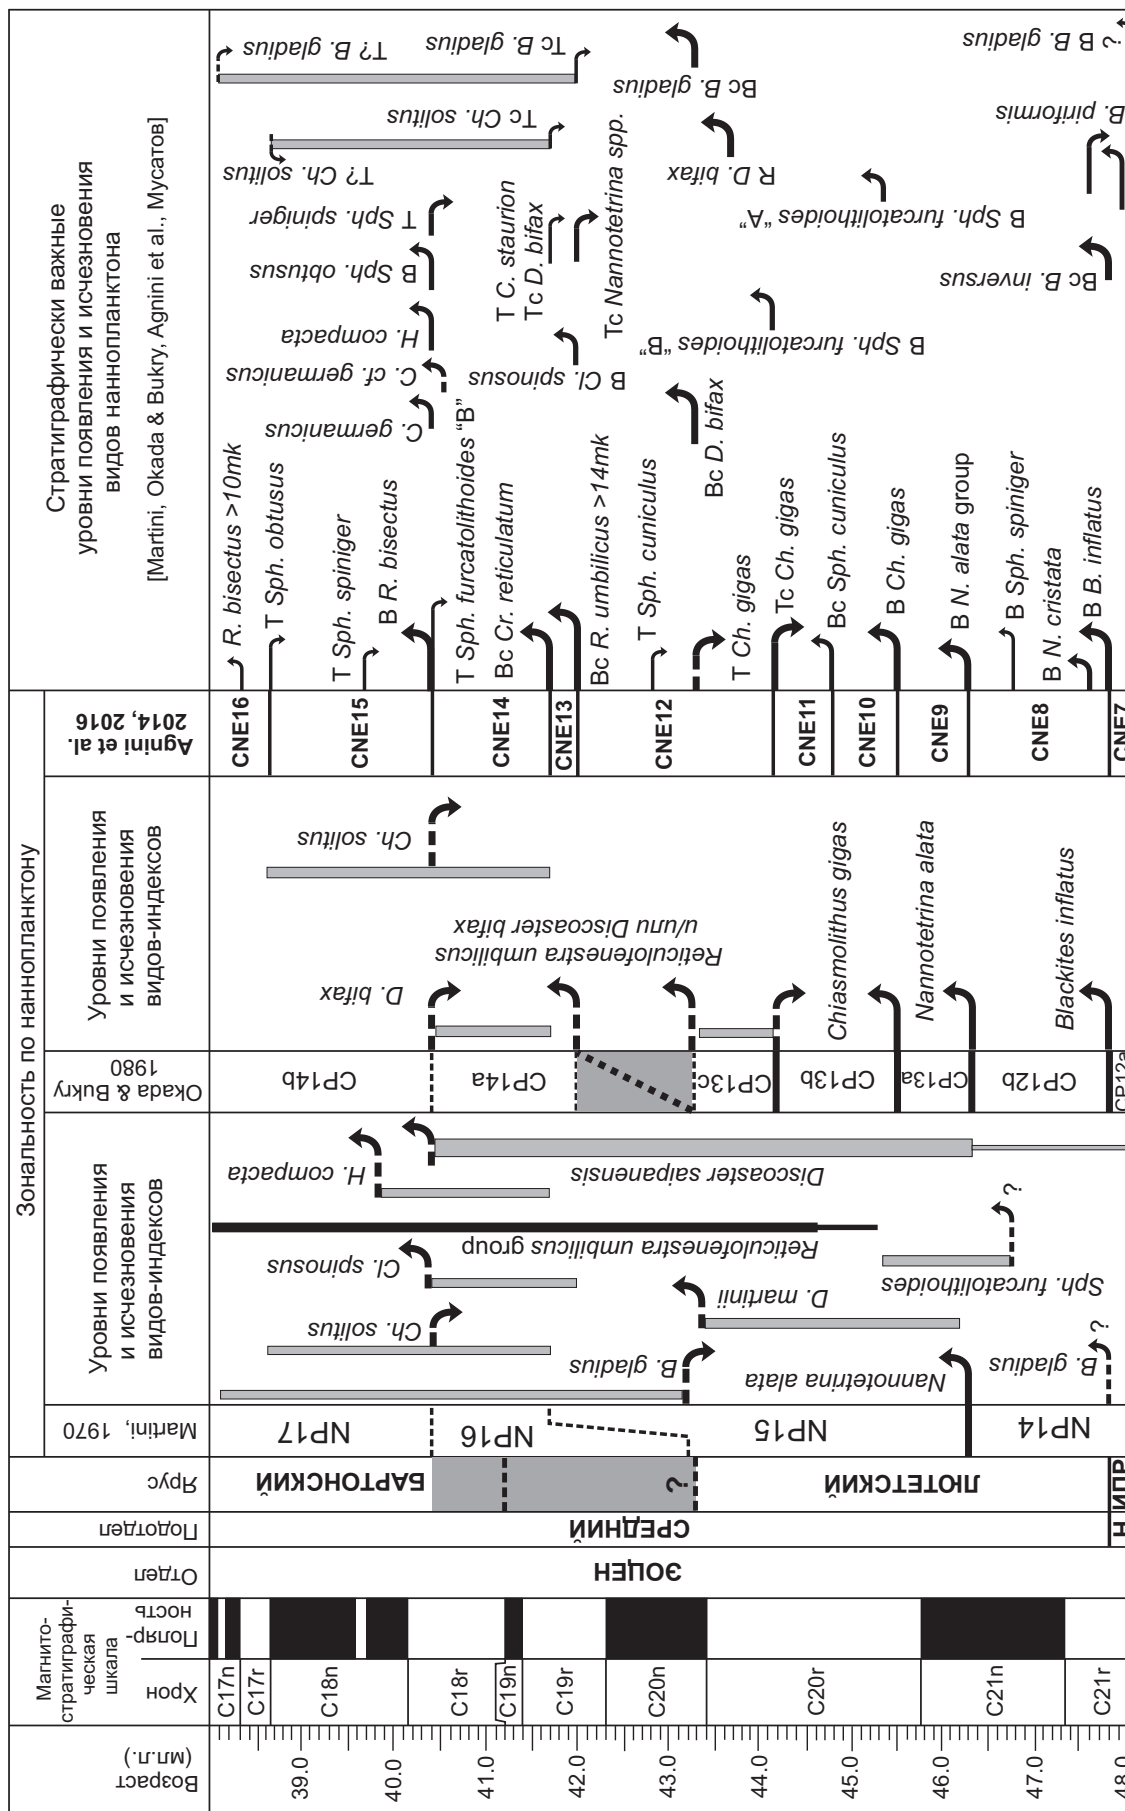 Возраст
(мл.л.)
39.0
40.0
41.0
42.0
43.0
44.0
45.0
46.0
47.0
48.0
Магнито-
стратиграфи-
ческая
шкала
Хрон
C17n
C17r
C18n
C18r
C19n
C19r
C20n
C20r
C21n
C21r
Поляр-
ность
Отдел
ЭОЦЕН
Подотдел
СРЕДНИЙ
Н
Ярус
БАРТОНСКИЙ
?
ЛЮТЕТСКИЙ
ИПР
Зональность по наннопланктону
Martini, 1970
NP17
NP16
NP15
NP14
Уровни появления
и исчезновения
видов-индексов
B. gladius
Nannotetrina alata
B. gladius
?
Ch. solitus
D. martinii
Cl. spinosus
Sph. furcatolithoides
?
Reticulofenestra umbilicus group
H. compacta
Discoaster saipanensis
Okada & Bukry
1980
CP14b
CP14a
CP13c
CP13b
CP13a
CP12b
CP12a
Уровни появления
и исчезновения
видов-индексов
D. bifax
Reticulofenestra umbilicus
и/или Discoaster bifax
Chiasmolithus gigas
Nannotetrina alata
Blackites inflatus
Ch. solitus
Agnini et al.
2014, 2016
CNE16
CNE15
CNE14
CNE13
CNE12
CNE11
CNE10
CNE9
CNE8
CNE7
Стратиграфически важные
уровни появления и исчезновения
видов наннопланктона
[Martini, Okada & Bukry, Agnini et al., Мусатов]
R. bisectus >10mk
T Sph. obtusus
T Sph. spiniger
B R. bisectus
T Sph. furcatolithoides "B"
Bc Cr. reticulatum
Bc R. umbilicus >14mk
T Sph. cuniculus
T Ch. gigas
Tc Ch. gigas
Bc Sph. cuniculus
B Ch. gigas
B N. alata group
B Sph. spiniger
B N. cristata
B B. inflatus
C. germanicus
Bc D. bifax
C. cf. germanicus
B Cl. spinosus
H. compacta
B Sph. furcatolithoides "B"
B Sph. obtusus
T C. staurion
Tc D. bifax
Tc Nannotetrina spp.
Bc B. inversus
T Sph. spiniger
B Sph. furcatolithoides "A"
T? Ch. solitus
R D. bifax
Tc Ch. solitus
B. piriformis
Bc B. gladius
T? B. gladius
Tc B. gladius
B B. gladius ?